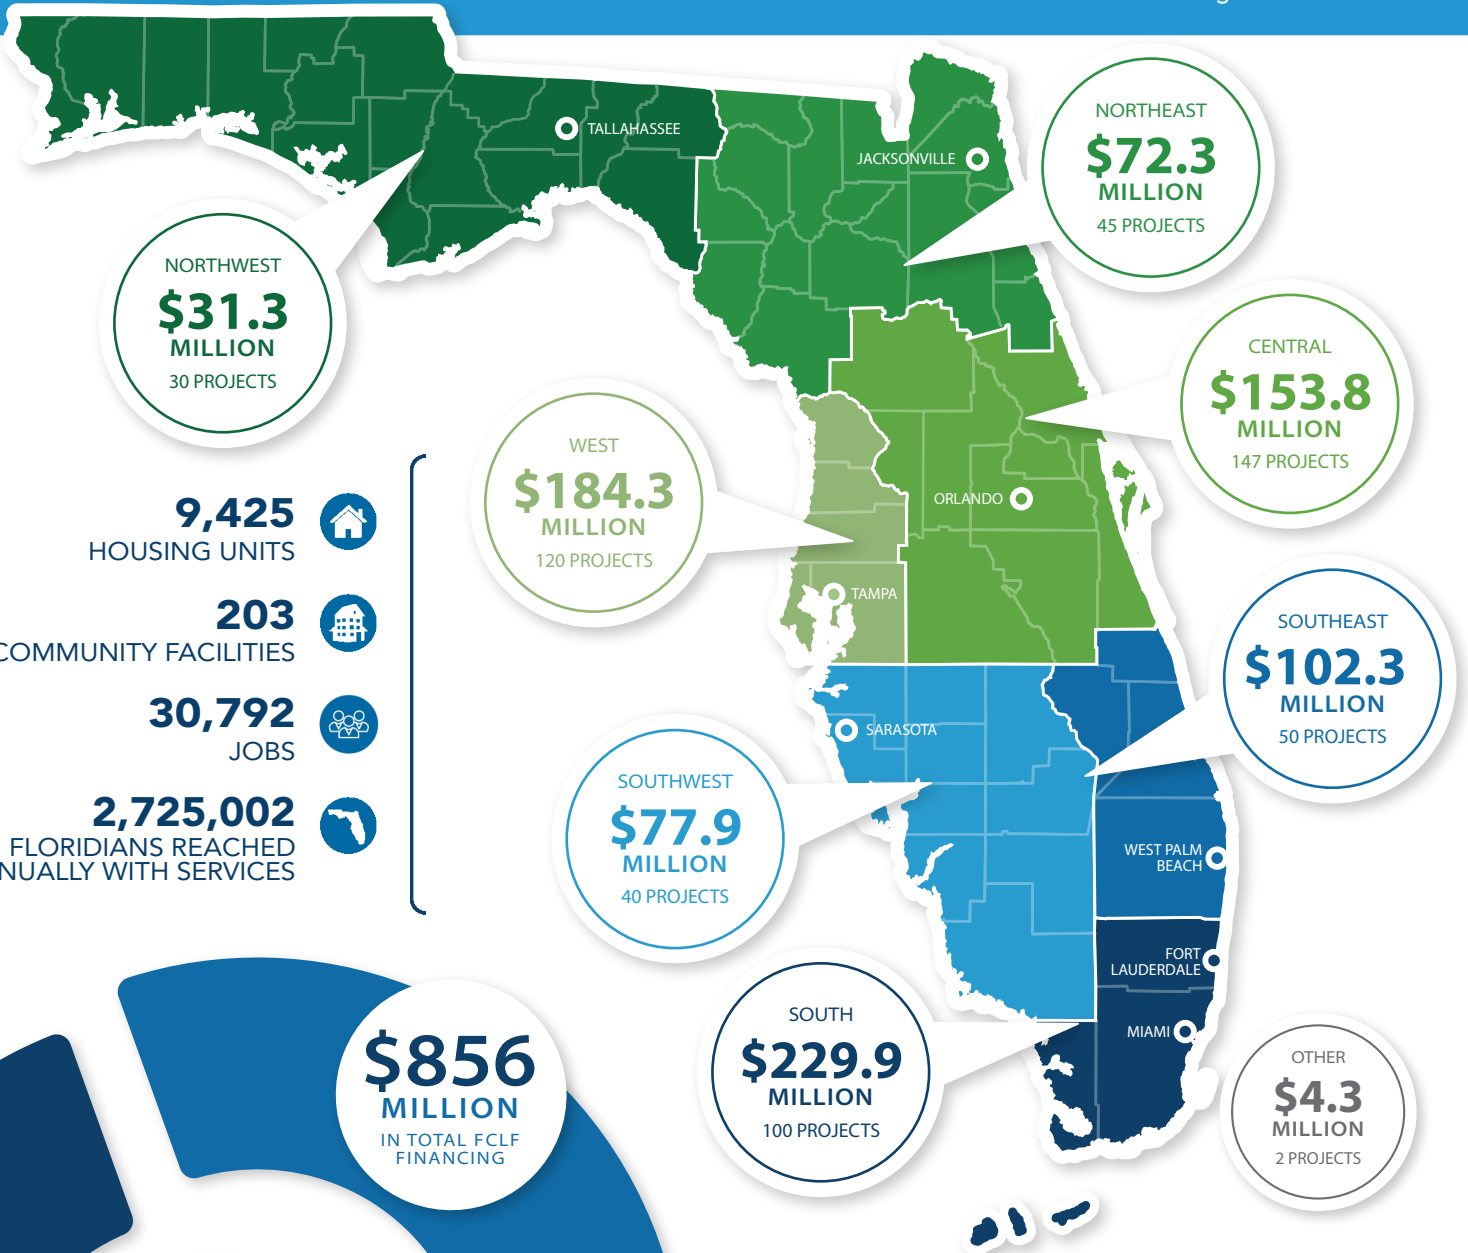 TALLAHASSEE
JACKSONVILLE
NORTHEAST
$72.3
MILLION
45 PROJECTS
NORTHWEST
$31.3
MILLION
30 PROJECTS
CENTRAL
$153.8
MILLION
147 PROJECTS
WEST
$184.3
MILLION
120 PROJECTS
ORLANDO
TAMPA
9,425
HOUSING UNITS
203
COMMUNITY FACILITIES
30,792
JOBS
2,725,002
FLORIDIANS REACHED
NUALLY WITH SERVICES
SOUTHEAST
$102.3
MILLION
50 PROJECTS
SARASOTA
SOUTHWEST
$77.9
MILLION
40 PROJECTS
WEST PALM
BEACH
FORT
LAUDERDALE
MIAMI
SOUTH
$229.9
MILLION
100 PROJECTS
OTHER
$4.3
MILLION
2 PROJECTS
$856
MILLION
IN TOTAL FCLF
FINANCING